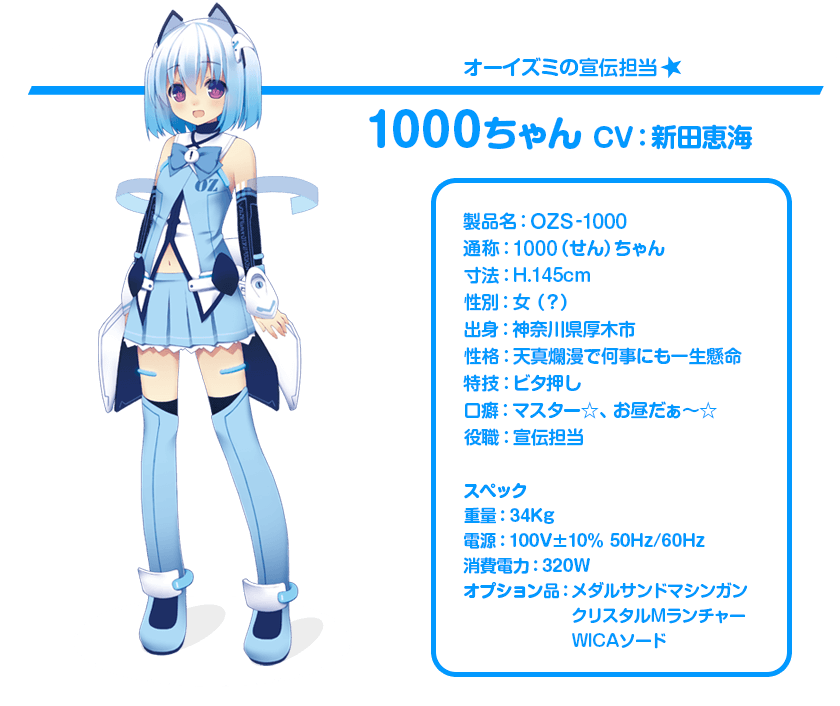 オーイズミの宣伝担当★
1000ちゃん CV：新田恵海
OZ
製品名：OZS-1000
通称：1000（せん）ちゃん
寸法：H.145cm
性別：女（？）
出身：神奈川県厚木市
性格：天真爛漫で何事にも一生懸命
特技：ビタ押し
口癖：マスター☆、お昼だぁ～☆
役職：宣伝担当
スペック
重量：34Kg
電源：100V±10% 50Hz/60Hz
消費電力：320W
オプション品：メダルサンドマシンガン
クリスタルMランチャー
WICAソード